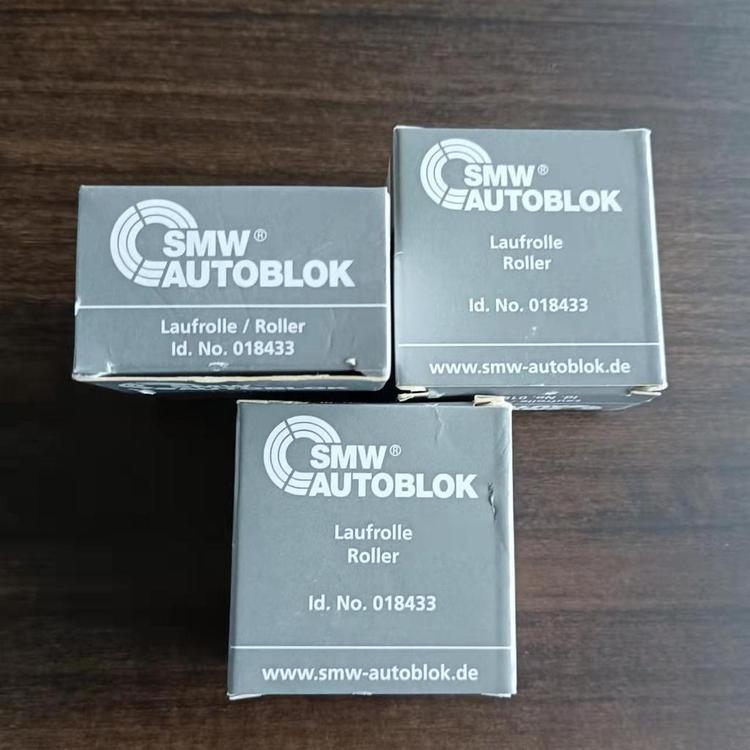 SMW®
AUTOBLOK
Laufrolle / Roller
Id. No. 018433
SMW®
AUTOBLOK
Laufrolle
Roller
Id. No. 018433
www.smw-autoblok.de
SMW®
AUTOBLOK
Laufrolle
Roller
Id. No. 018433
www.smw-autoblok.de